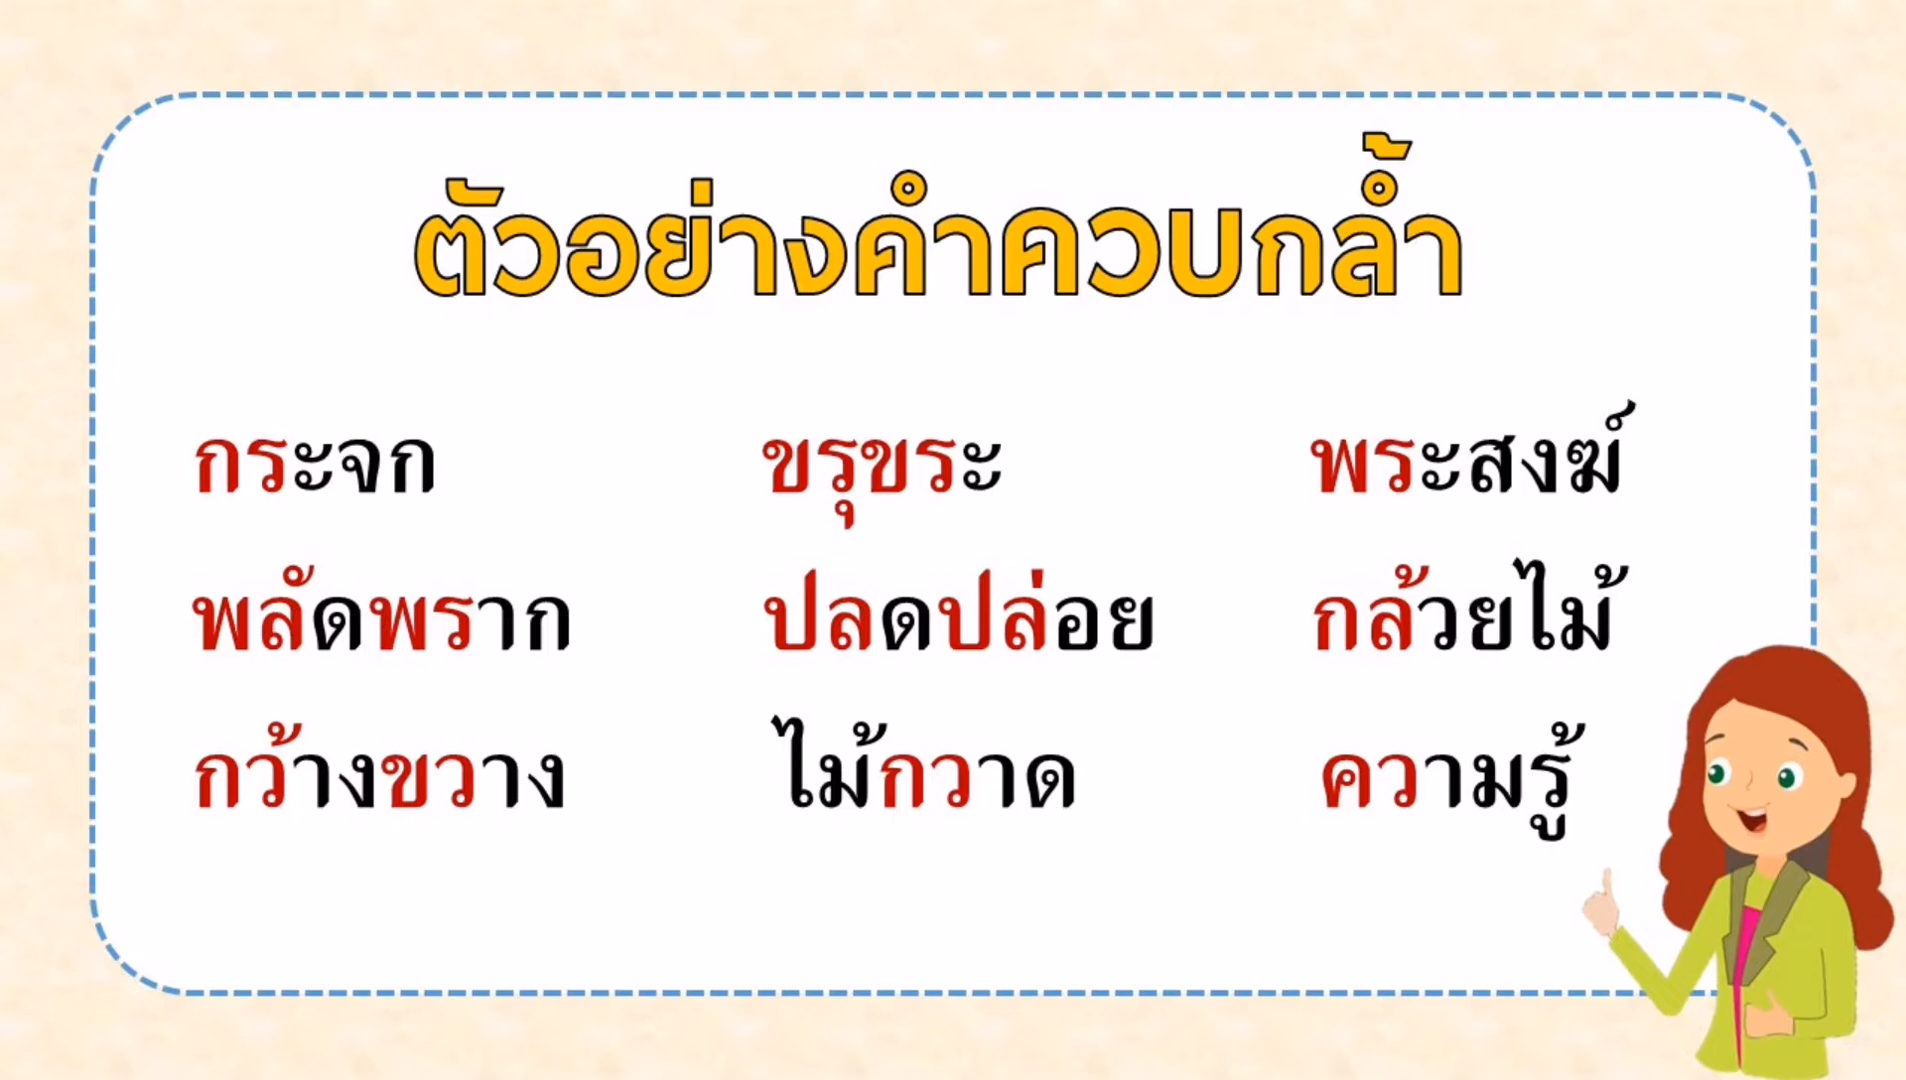 ตัวอย่างคำควบกล้ำ
กระจก ขรุขระ พระสงฆ์
พลัดพราก ปลดปล่อย กล้วยไม้
กว้างขวาง ไม้กวาด ความรู้